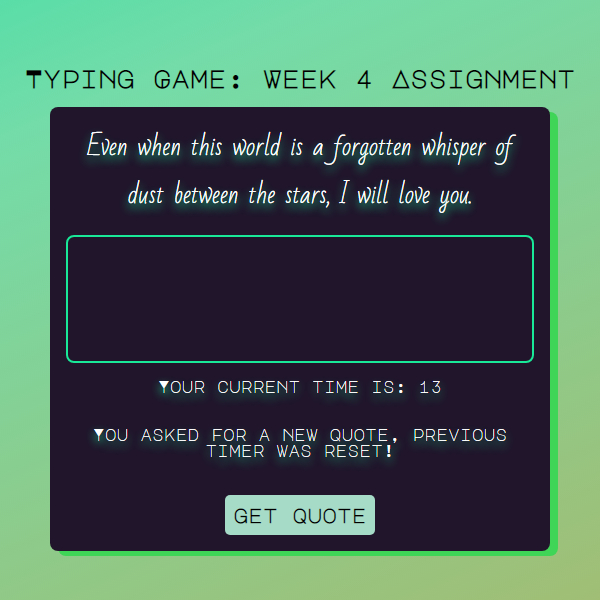 Typing Game: Week 4 Assignment
Even when this world is a forgotten whisper of
dust between the stars, I will love you.
Your current time is: 13
You asked for a new quote, previous
timer was reset!
Get Quote